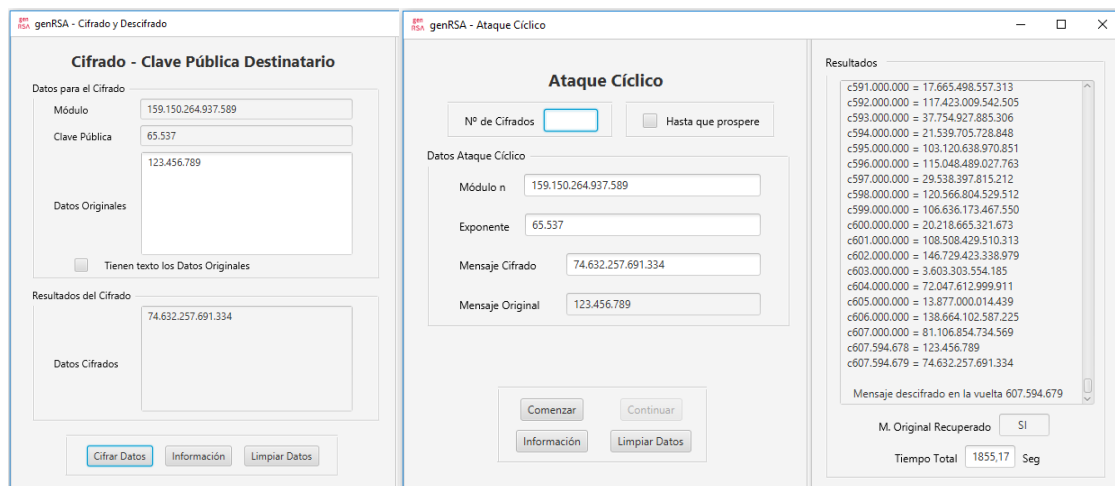 genRSA - Cifrado y Descifrado
Cifrado - Clave Pública Destinatario
Datos para el Cifrado
Módulo 159.150.264.937.589
Clave Pública 65.537
Datos Originales 123.456.789
Tienen texto los Datos Originales
Resultados del Cifrado
Datos Cifrados 74.632.257.691.334
Cifrar Datos Información Limpiar Datos
genRSA - Ataque Cíclico
Ataque Cíclico
Nº de Cifrados Hasta que prospere
Datos Ataque Cíclico
Módulo n 159.150.264.937.589
Exponente 65.537
Mensaje Cifrado 74.632.257.691.334
Mensaje Original 123.456.789
Comenzar Continuar
Información Limpiar Datos
Resultados
c591.000.000 = 17.665.498.557.313
c592.000.000 = 117.423.009.542.505
c593.000.000 = 37.754.927.885.306
c594.000.000 = 21.539.705.728.848
c595.000.000 = 103.120.638.970.851
c596.000.000 = 115.048.489.027.763
c597.000.000 = 29.538.397.815.212
c598.000.000 = 120.566.804.529.512
c599.000.000 = 106.636.173.467.550
c600.000.000 = 20.218.665.321.673
c601.000.000 = 108.508.429.510.313
c602.000.000 = 146.729.423.338.979
c603.000.000 = 3.603.303.554.185
c604.000.000 = 72.047.612.999.911
c605.000.000 = 13.877.000.014.439
c606.000.000 = 138.664.102.587.225
c607.000.000 = 81.106.854.734.569
c607.594.678 = 123.456.789
c607.594.679 = 74.632.257.691.334
Mensaje descifrado en la vuelta 607.594.679
M. Original Recuperado SI
Tiempo Total 1855,17 Seg